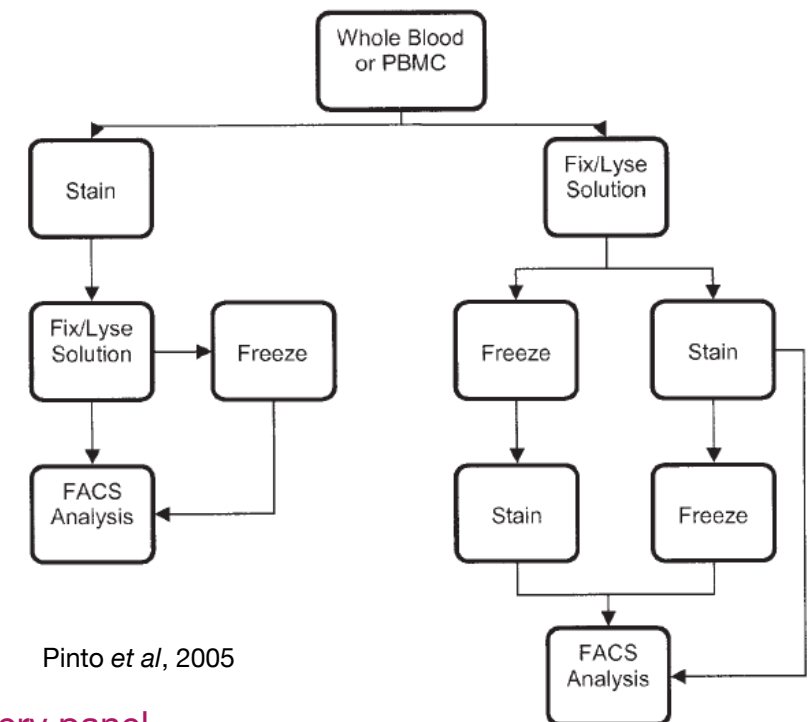 Whole Blood
or PBMC
Stain
Fix/Lyse
Solution
Fix/Lyse
Solution
Freeze
Freeze
Stain
FACS
Analysis
Stain
Freeze
Pinto et al, 2005
FACS
Analysis